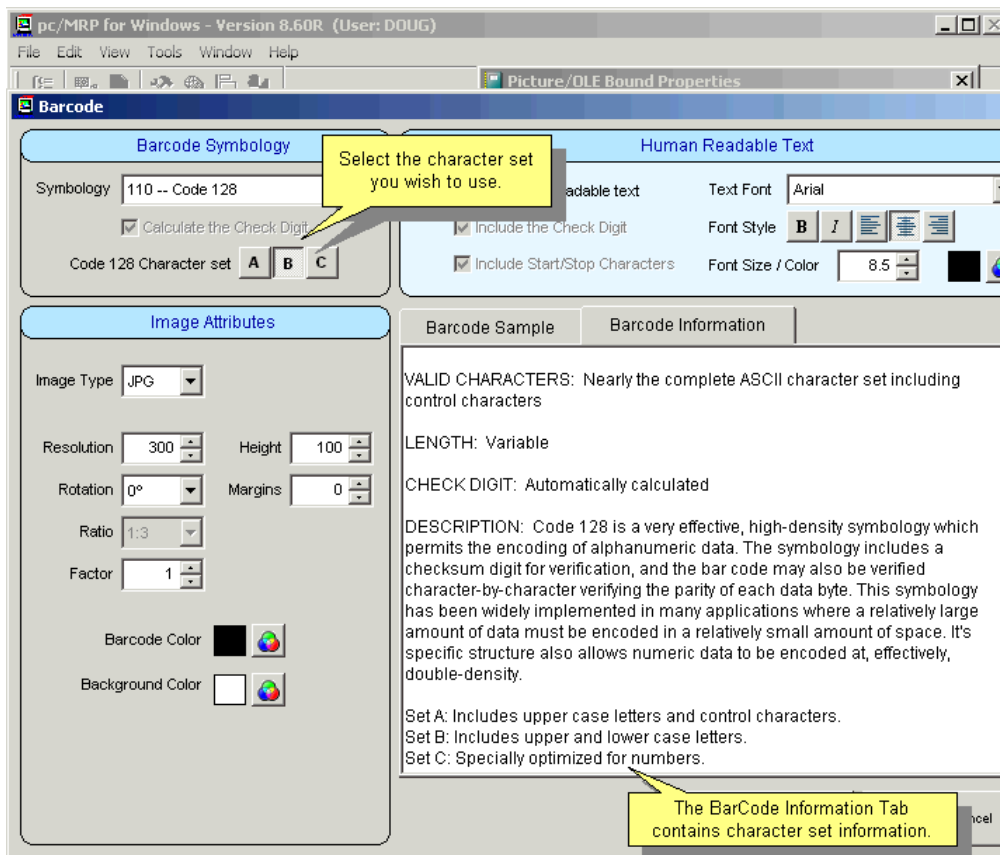 pc/MRP for Windows - Version 8.60R (User: DOUG)
File Edit View Tools Window Help
Picture/OLE Bound Properties
Barcode
Barcode Symbology
Symbology 110 -- Code 128
Calculate the Check Digit
Code 128 Character set A B C
Select the character set
you wish to use.
Human Readable Text
adable text
Text Font Arial
Include the Check Digit
Font Style B I
Include Start/Stop Characters
Font Size / Color 8.5
Image Attributes
Image Type JPG
Resolution 300 Height 100
Rotation 0° Margins 0
Ratio 1:3
Factor 1
Barcode Color
Background Color
Barcode Sample Barcode Information
VALID CHARACTERS: Nearly the complete ASCII character set including
control characters
LENGTH: Variable
CHECK DIGIT: Automatically calculated
DESCRIPTION: Code 128 is a very effective, high-density symbology which
permits the encoding of alphanumeric data. The symbology includes a
checksum digit for verification, and the bar code may also be verified
character-by-character verifying the parity of each data byte. This symbology
has been widely implemented in many applications where a relatively large
amount of data must be encoded in a relatively small amount of space. It's
specific structure also allows numeric data to be encoded at, effectively,
double-density.
Set A: Includes upper case letters and control characters.
Set B: Includes upper and lower case letters.
Set C: Specially optimized for numbers.
The BarCode Information Tab
contains character set information.
ncel